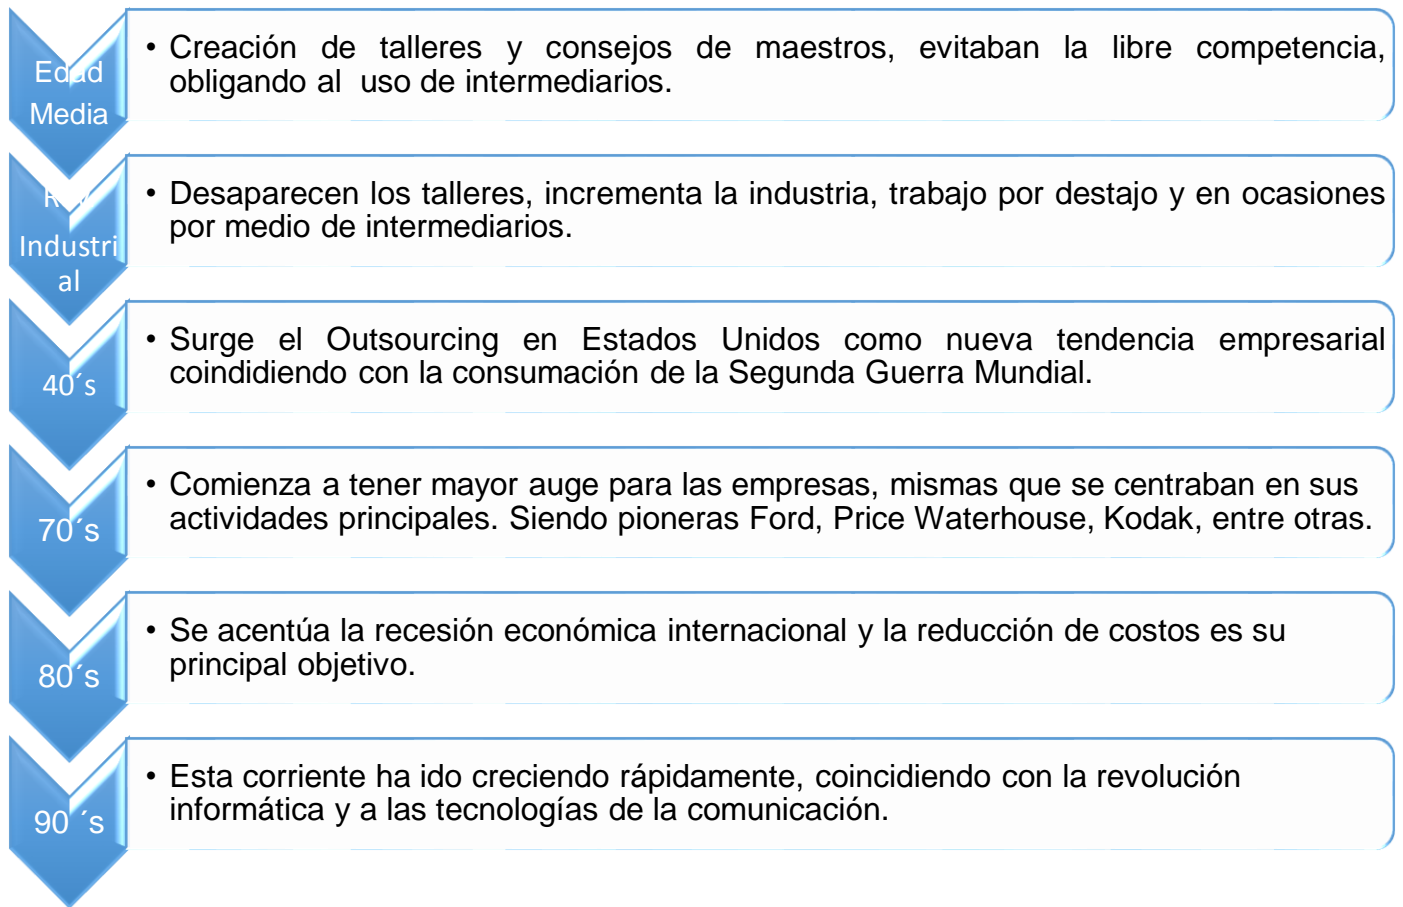 Edad
Media
• Creación de talleres y consejos de maestros, evitaban la libre competencia,
obligando al uso de intermediarios.
Industri
al
• Desaparecen los talleres, incrementa la industria, trabajo por destajo y en ocasiones
por medio de intermediarios.
40´s
• Surge el Outsourcing en Estados Unidos como nueva tendencia empresarial
coindidiendo con la consumación de la Segunda Guerra Mundial.
70´s
• Comienza a tener mayor auge para las empresas, mismas que se centraban en sus
actividades principales. Siendo pioneras Ford, Price Waterhouse, Kodak, entre otras.
80´s
• Se acentúa la recesión económica internacional y la reducción de costos es su
principal objetivo.
90 ´s
• Esta corriente ha ido creciendo rápidamente, coincidiendo con la revolución
informática y a las tecnologías de la comunicación.